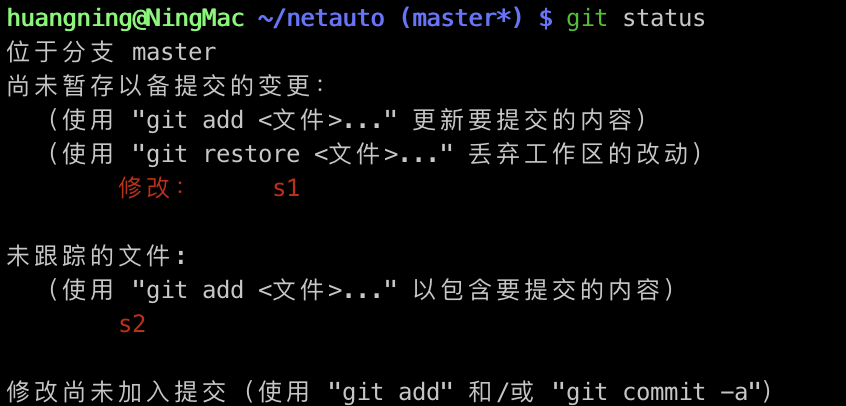 huangning@NingMac ~/netauto (master*) $ git status
位于分支 master
尚未暂存以备提交的变更：
（使用 "git add <文件>..." 更新要提交的内容）
（使用 "git restore <文件>..." 丢弃工作区的改动）
修改： s1
未跟踪的文件:
（使用 "git add <文件>..." 以包含要提交的内容）
s2
修改尚未加入提交（使用 "git add" 和/或 "git commit -a"）